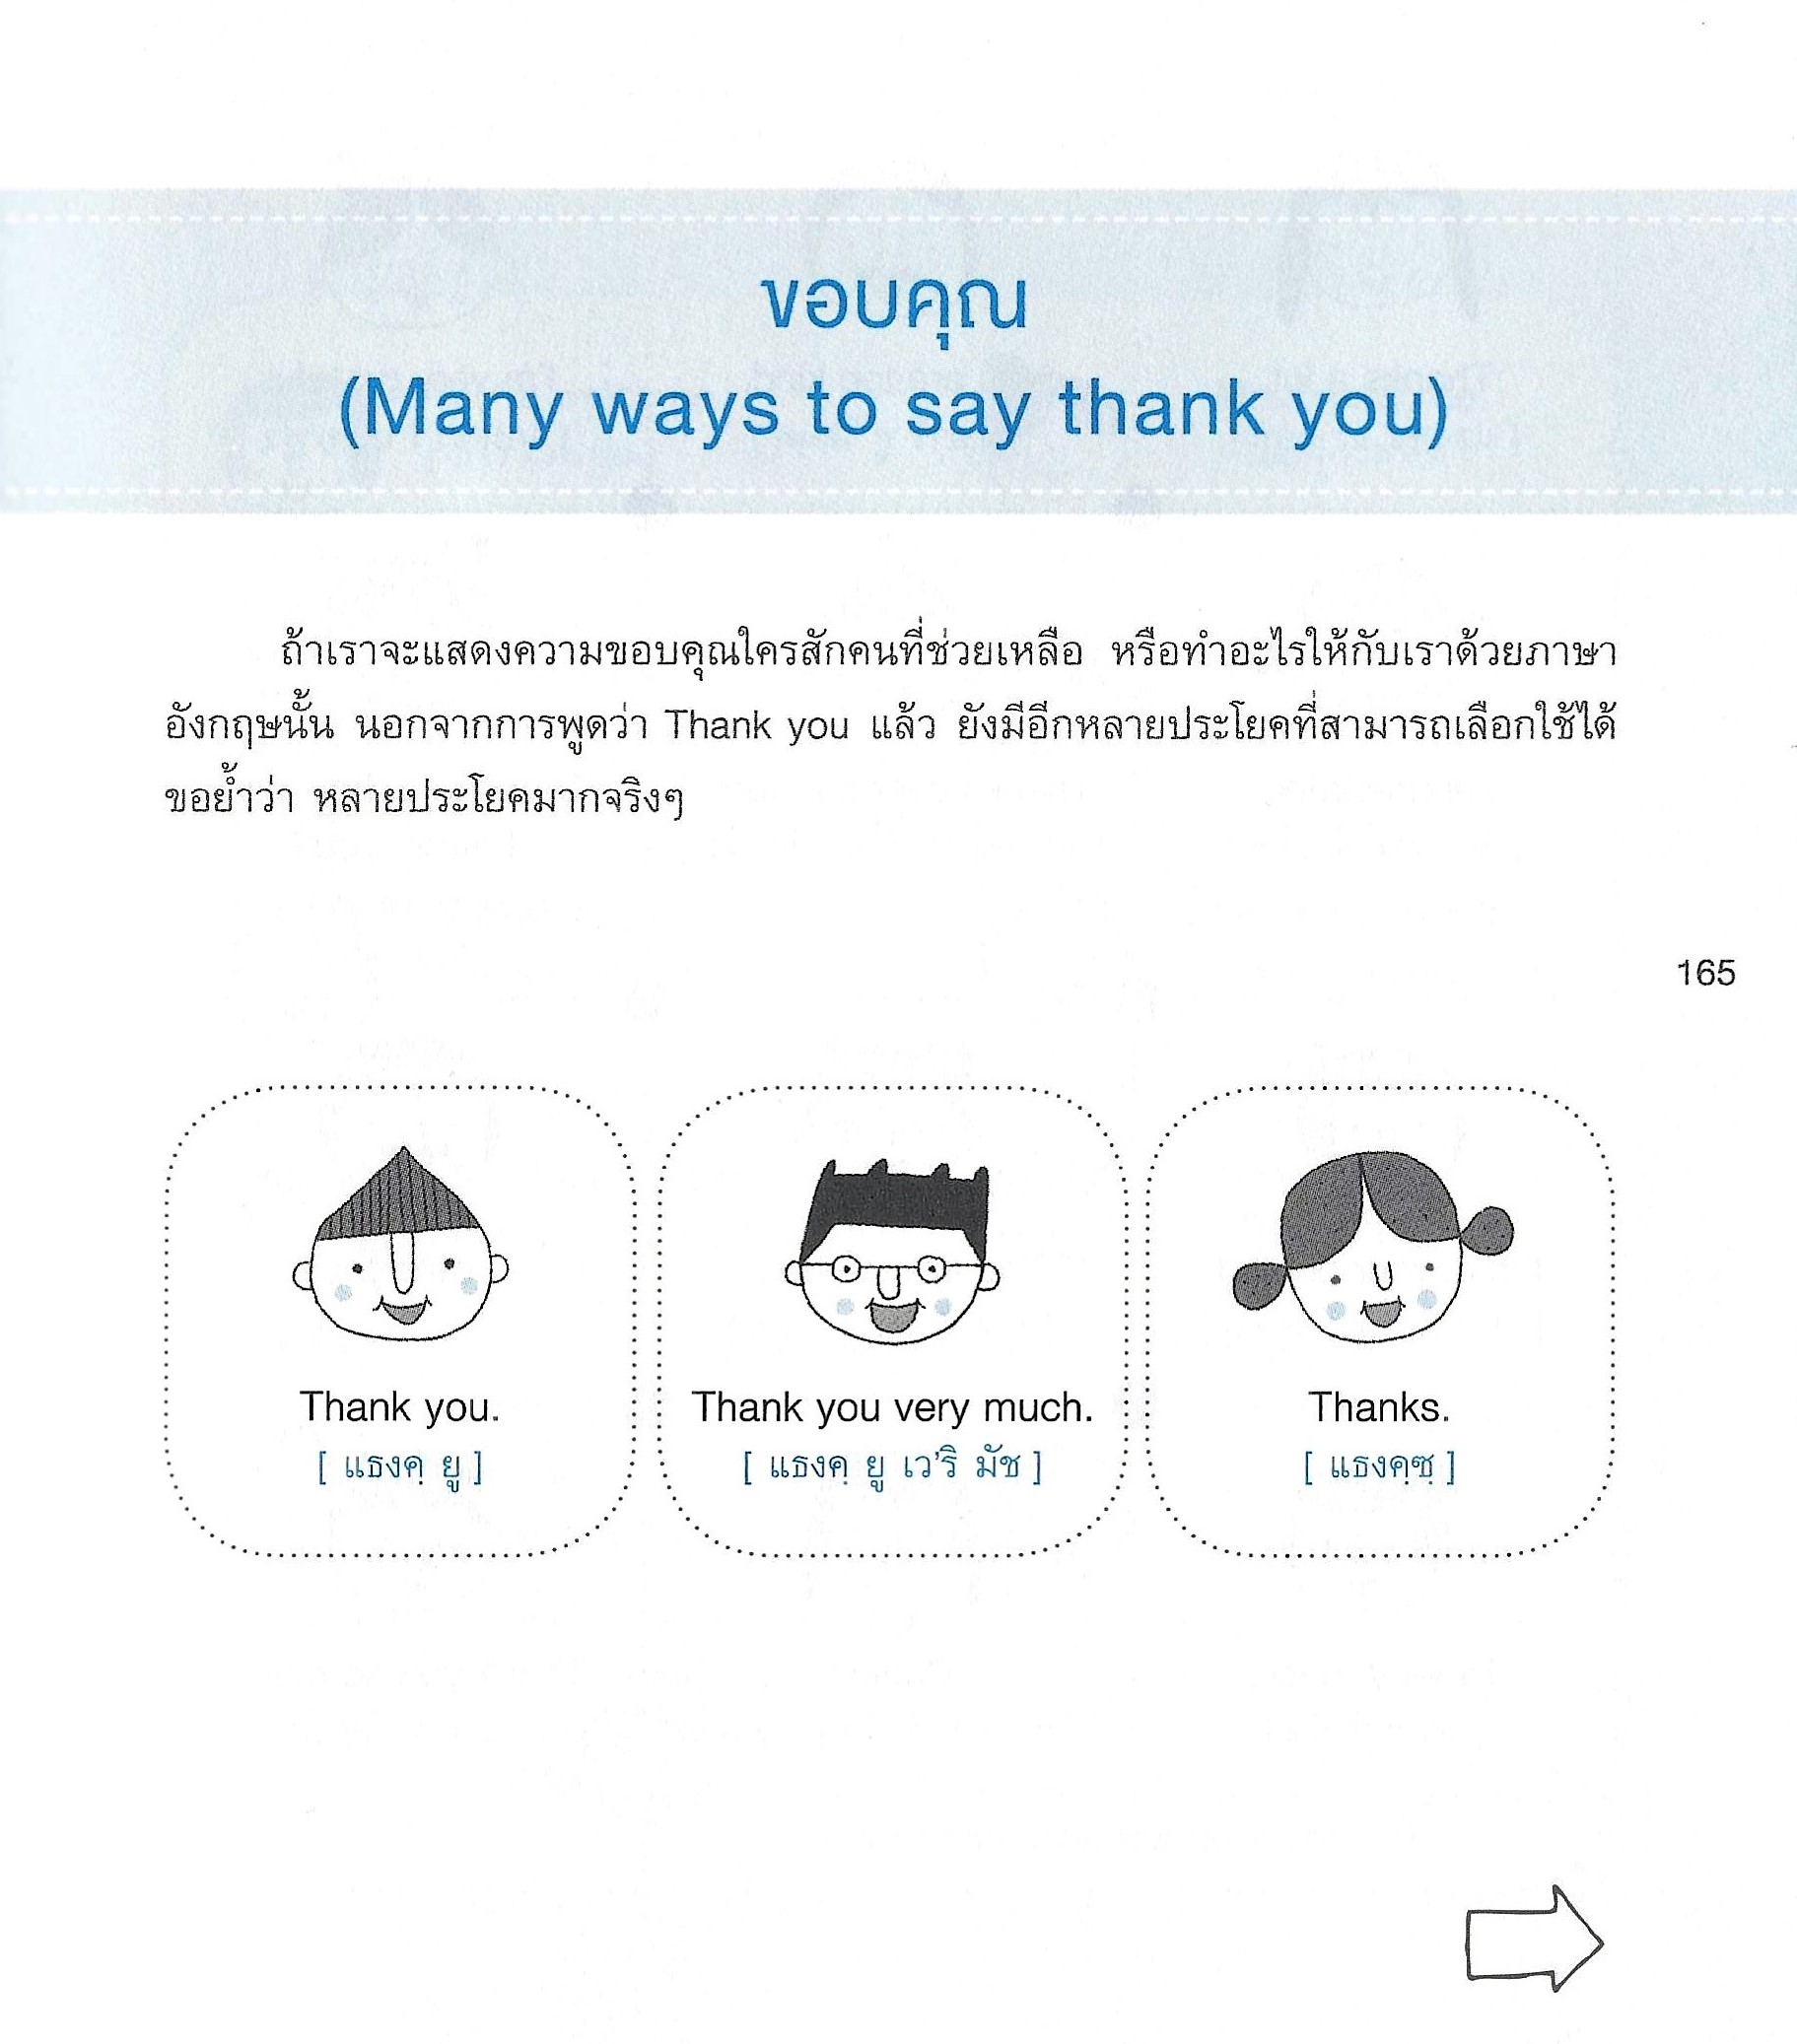 ขอบคุณ
(Many ways to say thank you)
ถ้าเราจะแสดงความขอบคุณใครสักคนที่ช่วยเหลือ หรือทำอะไรให้กับเราด้วยภาษา
อังกฤษนั้น นอกจากการพูดว่า Thank you แล้ว ยังมีอีกหลายประโยคที่สามารถเลือกใช้ได้
ขอย้ำว่า หลายประโยคมากจริงๆ
165
Thank you.
[ แธงคฺ ยู ]
Thank you very much.
[ แธงคฺ ยู เว'ริ มัช ]
Thanks.
[ แธงคฺซฺ ]